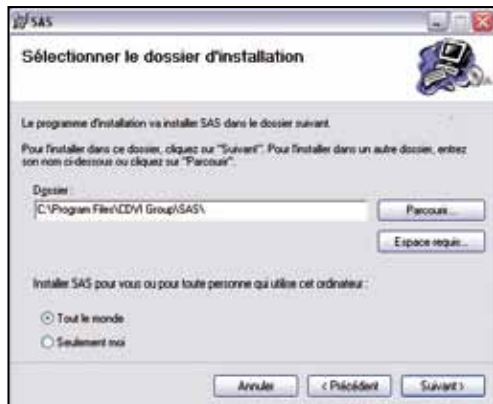 SAS
Sélectionner le dossier d'installation
Le programme d'installation va installer SAS dans le dossier suivant.
Pour l'installer dans ce dossier, cliquez sur "Suivant". Pour l'installer dans un autre dossier, entrez
son nom ci-dessous ou cliquez sur "Parcourir".
Dossier :
C:\Program Files\CDVI Group\SAS\
Parcourir...
Espace requis...
Installer SAS pour vous ou pour toute personne qui utilise cet ordinateur :
Tout le monde
Seulement moi
Annuler
< Précédent
Suivant >